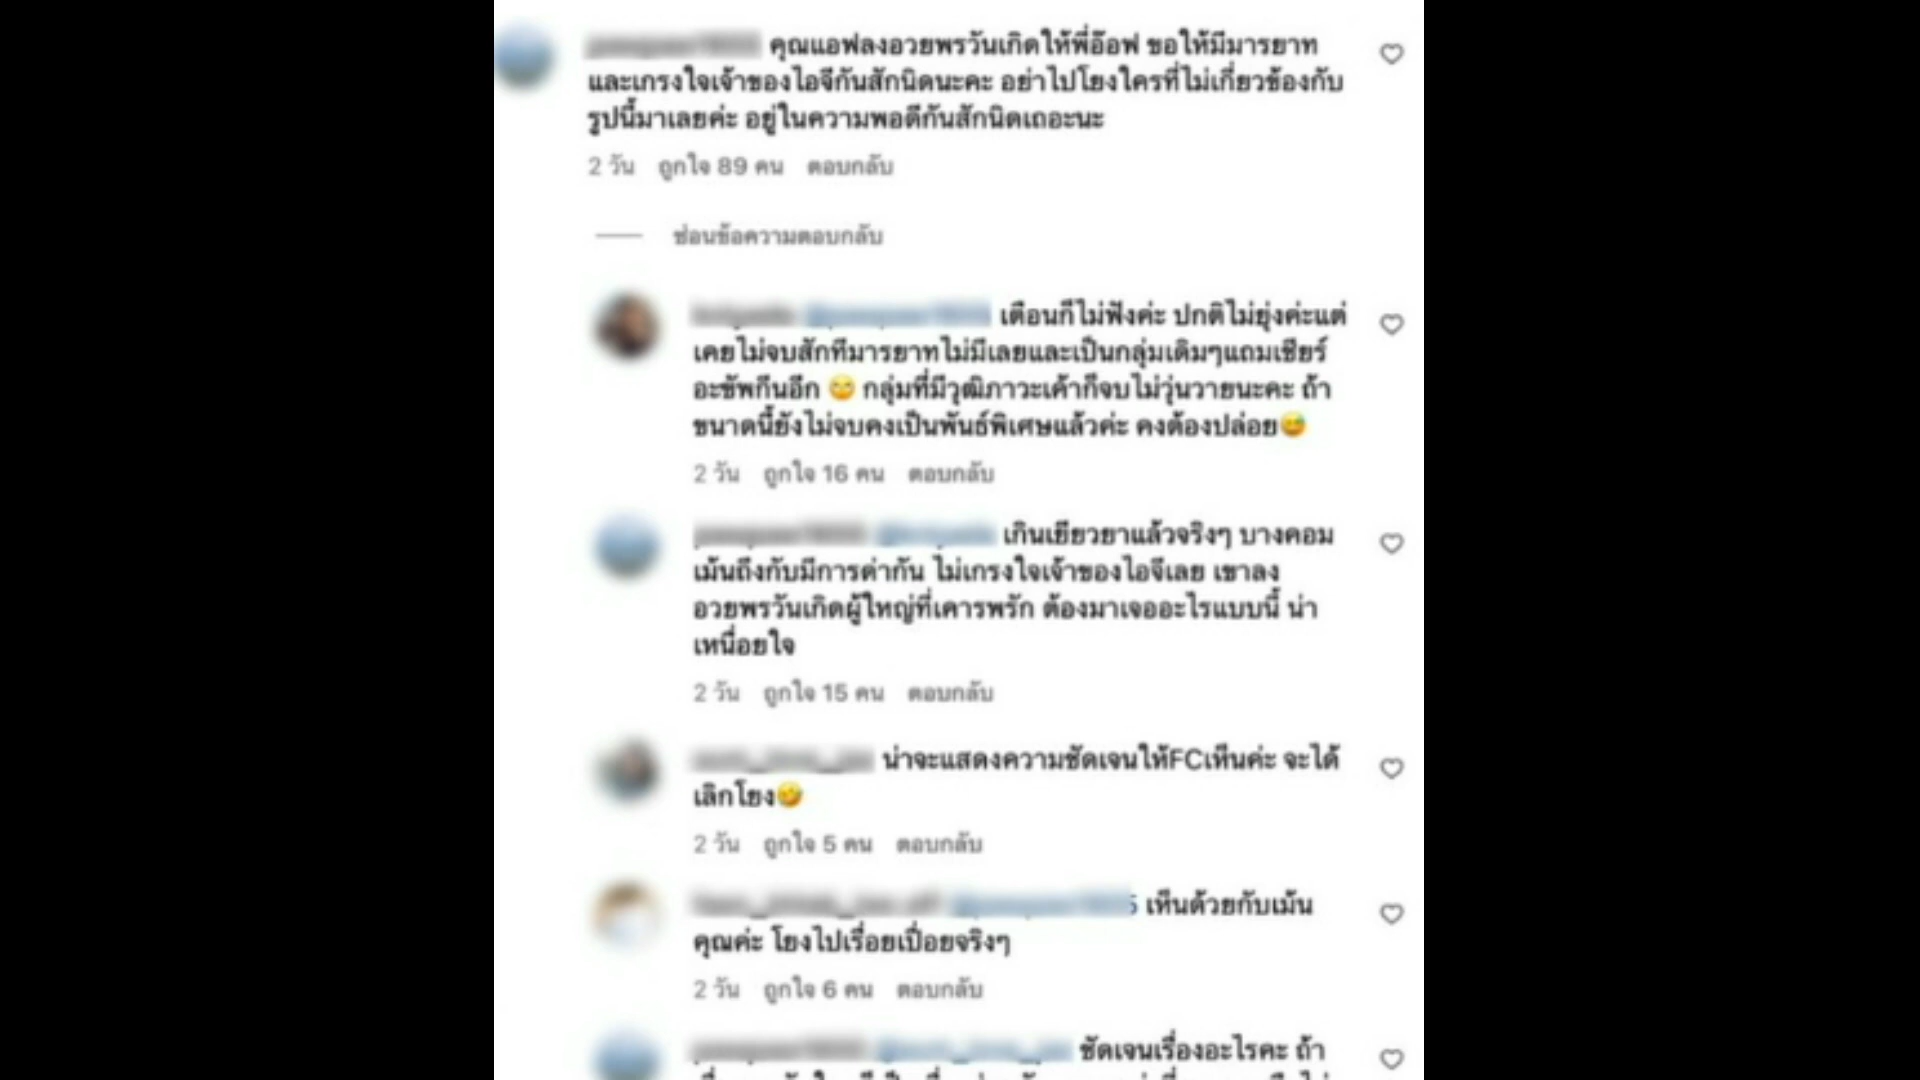 คุณแอฟลงอวยพรวันเกิดให้พี่อ๊อฟ ขอให้มีมารยาท
และเกรงใจเจ้าของไอจีกันสักนิดนะคะ อย่าไปโยงใครที่ไม่เกี่ยวข้องกับ
รูปนี้มาเลยค่ะ อยู่ในความพอดีกันสักนิดเถอะนะ
2 วัน ถูกใจ 89 คน ตอบกลับ
ซ่อนข้อความตอบกลับ
เตือนก็ไม่ฟังค่ะ ปกติไม่ยุ่งค่ะแต่
เคยไม่จบสักทีมารยาทไม่มีเลยและเป็นกลุ่มเดิมๆแถมเชียร์
อะชัพกึนอีก 😁 กลุ่มที่มีวุฒิภาวะเค้าก็จบไม่วุ่นวายนะคะ ถ้า
ขนาดนี้ยังไม่จบคงเป็นพันธ์พิเศษแล้วค่ะ คงต้องปล่อย😅
2 วัน ถูกใจ 16 คน ตอบกลับ
เกินเยียวยาแล้วจริงๆ บางคอม
เม้นถึงกับมีการด่ากัน ไม่เกรงใจเจ้าของไอจีเลย เขาลง
อวยพรวันเกิดผู้ใหญ่ที่เคารพรัก ต้องมาเจออะไรแบบนี้ น่า
เหนื่อยใจ
2 วัน ถูกใจ 15 คน ตอบกลับ
น่าจะแสดงความชัดเจนให้FCเห็นค่ะ จะได้
เลิกโยง🤣
2 วัน ถูกใจ 5 คน ตอบกลับ
5 เห็นด้วยกับเม้น
คุณค่ะ โยงไปเรื่อยเปื่อยจริงๆ
2 วัน ถูกใจ 6 คน ตอบกลับ
ชัดเจนเรื่องอะไรคะ ถ้า